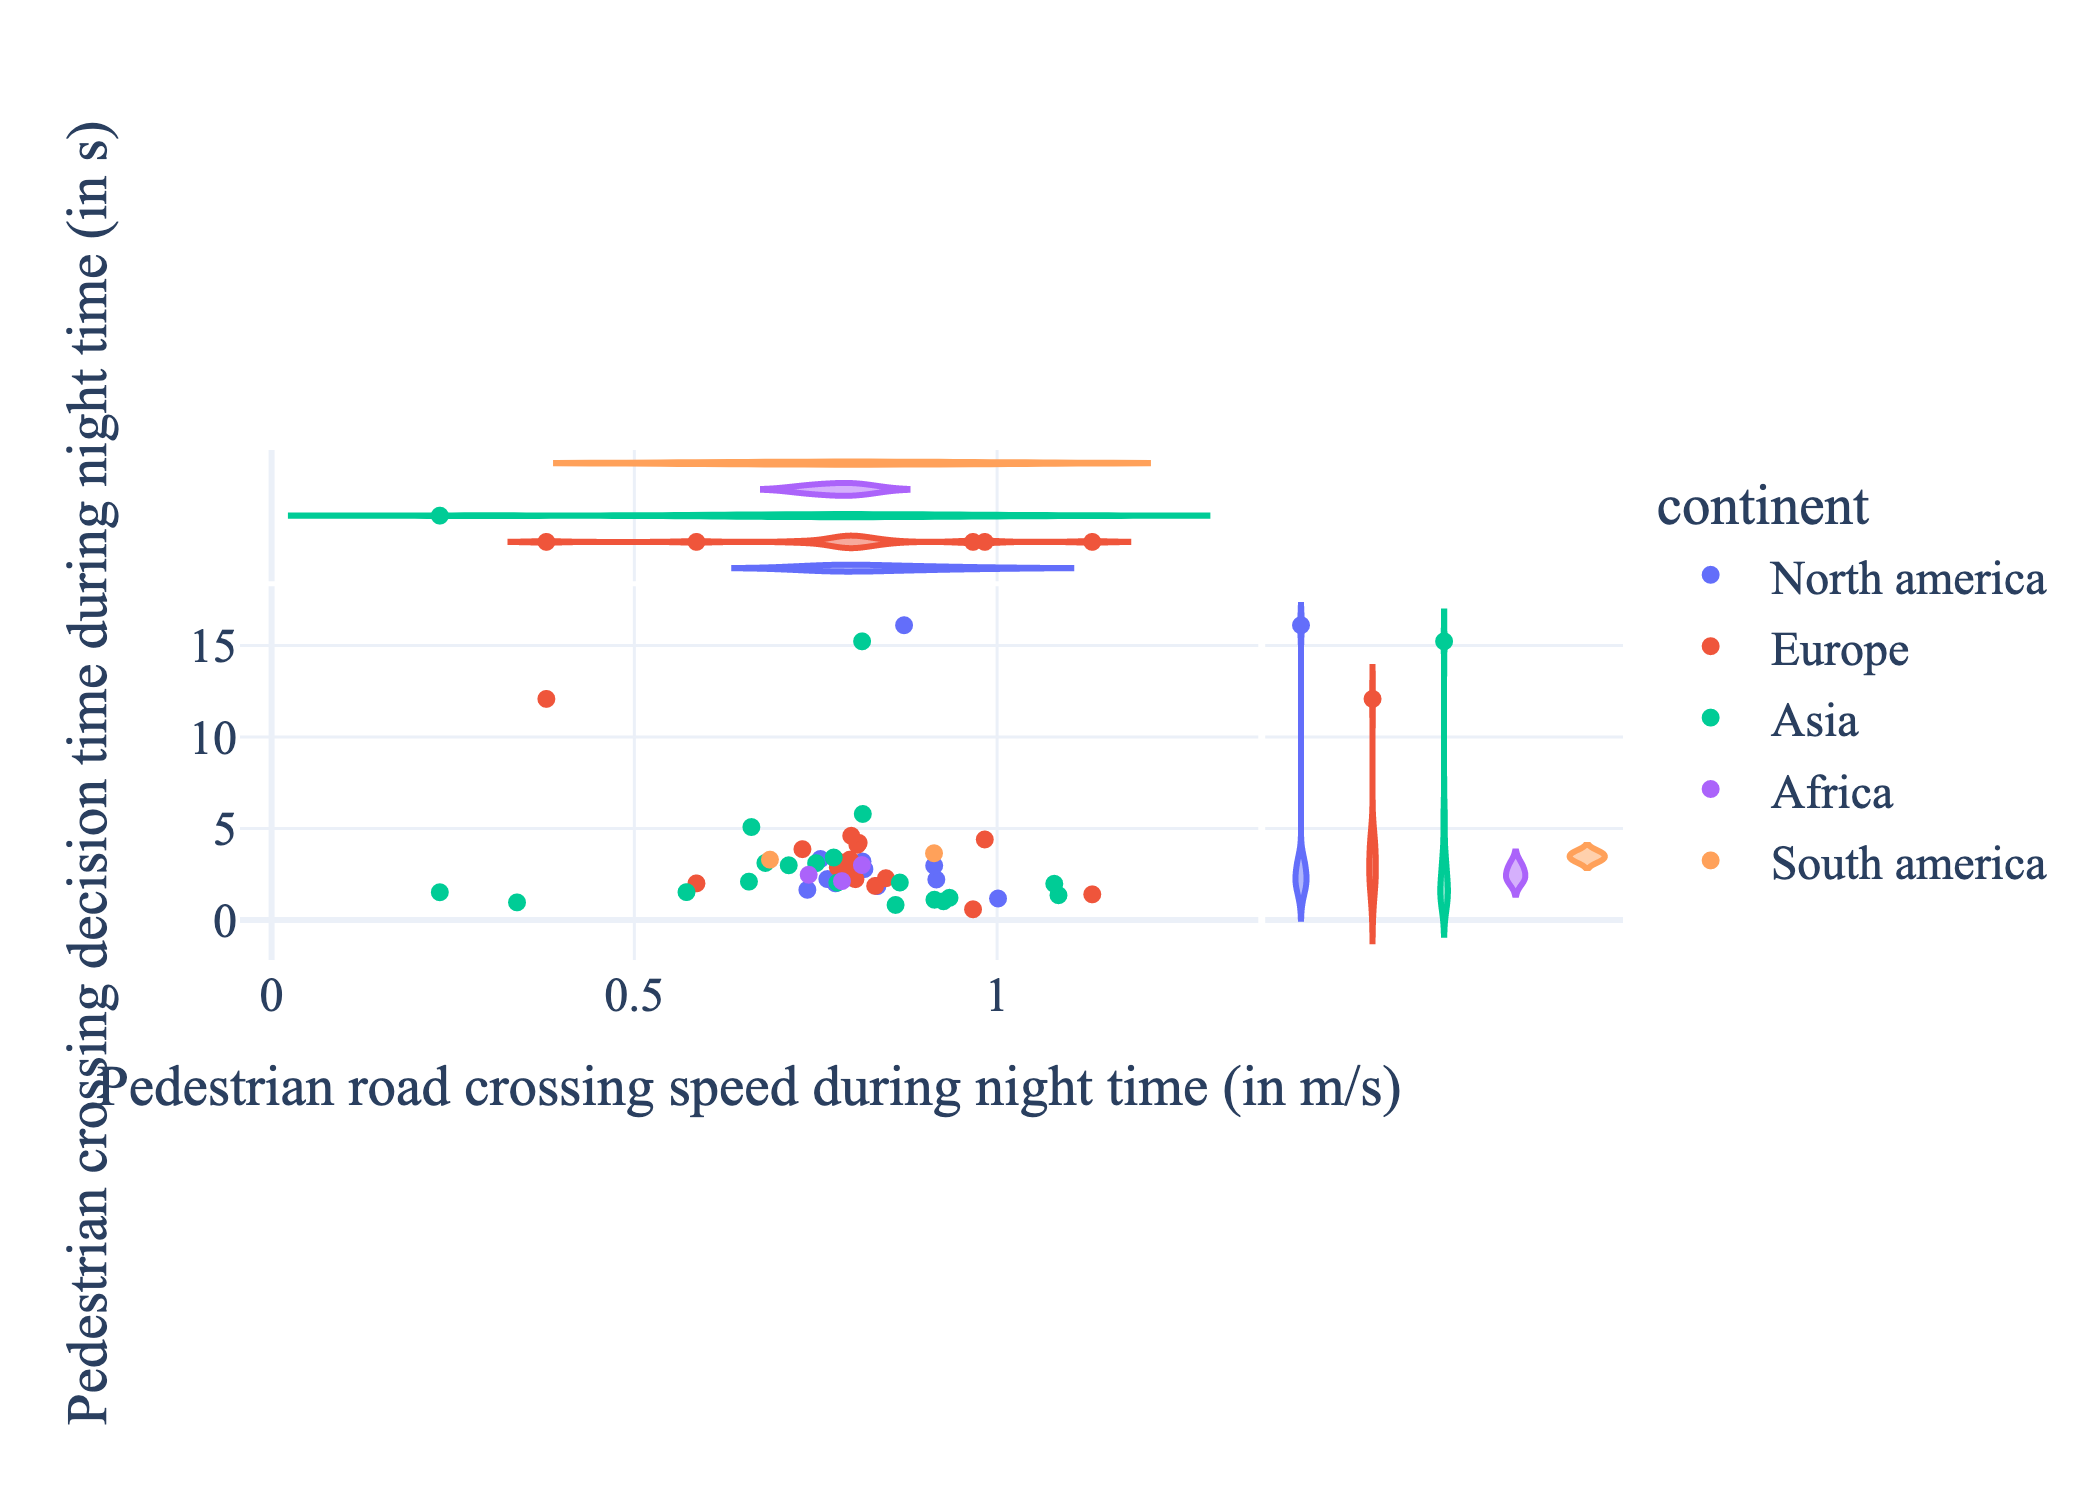 Pedestrian crossing decision time during night time (in s)
15
10
5
0
0
0.5
1
Pedestrian road crossing speed during night time (in m/s)
continent
North america
Europe
Asia
Africa
South america